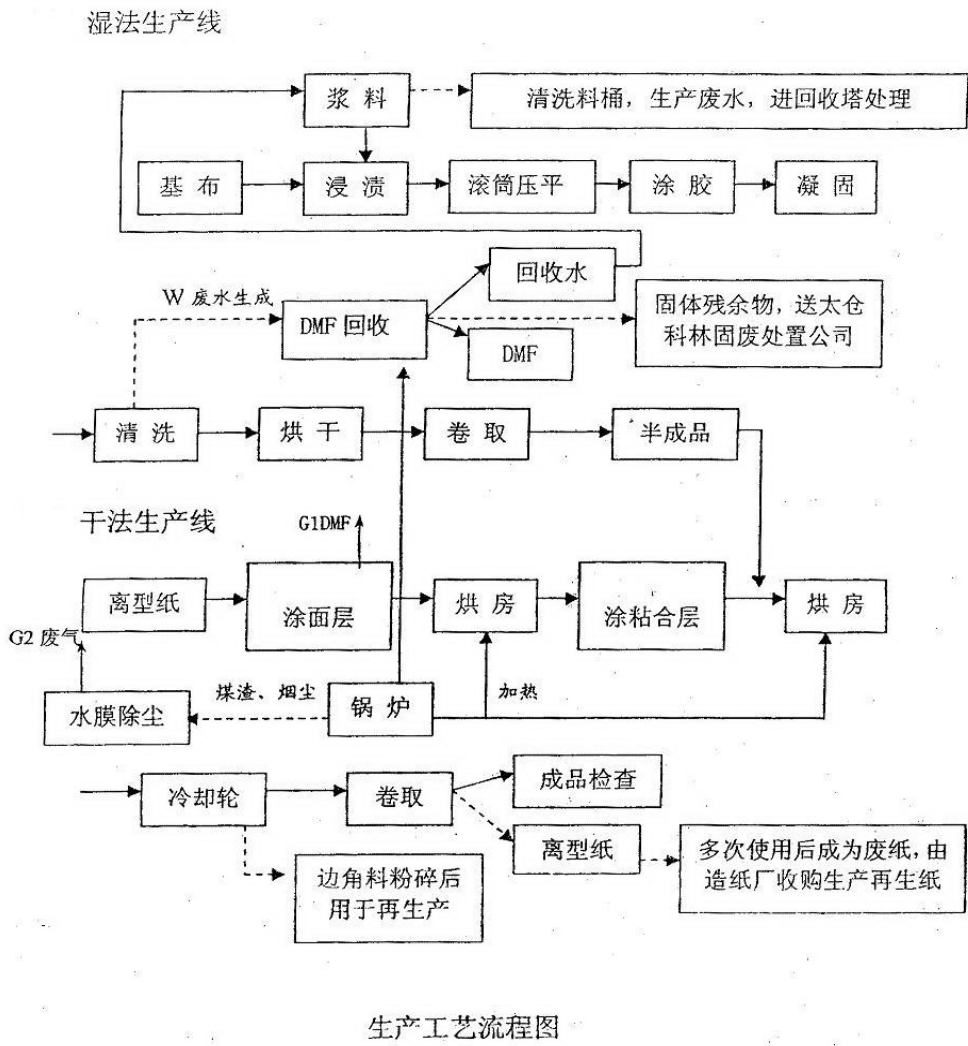 湿法生产线
浆料
清洗料桶，生产废水，进回收塔处理
基布
浸渍
滚筒压平
涂胶
凝固
回收水
W废水生成
DMF回收
固体残余物，送太仓
科林固废处置公司
DMF
清洗
烘干
卷取
半成品
干法生产线
G1DMF
离型纸
涂面层
烘房
涂粘合层
烘房
G2废气
水膜除尘
煤渣、烟尘
锅炉
加热
冷却轮
卷取
成品检查
离型纸
多次使用后成为废纸，由
造纸厂收购生产再生纸
边角料粉碎后
用于再生产
生产工艺流程图